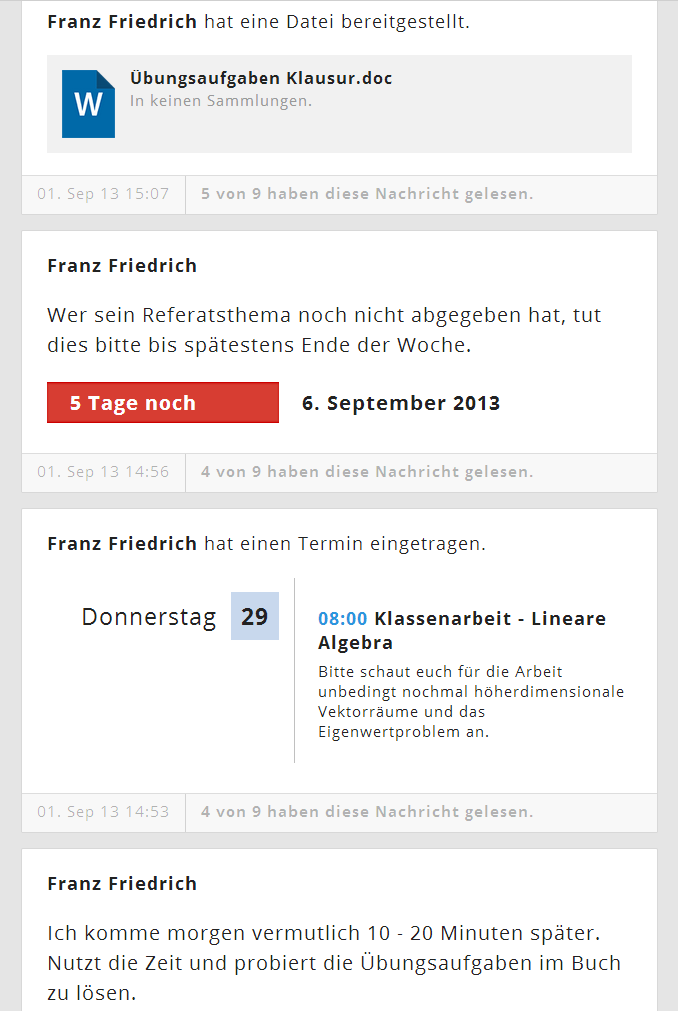 Franz Friedrich hat eine Datei bereitgestellt.
W
Übungsaufgaben Klausur.doc
In keinen Sammlungen.
01. Sep 13 15:07
5 von 9 haben diese Nachricht gelesen.
Franz Friedrich
Wer sein Referatsthema noch nicht abgegeben hat, tut
dies bitte bis spätestens Ende der Woche.
5 Tage noch
6. September 2013
01. Sep 13 14:56
4 von 9 haben diese Nachricht gelesen.
Franz Friedrich hat einen Termin eingetragen.
Donnerstag 29
08:00 Klassenarbeit - Lineare
Algebra
Bitte schaut euch für die Arbeit
unbedingt nochmal höherdimensionale
Vektorräume und das
Eigenwertproblem an.
01. Sep 13 14:53
4 von 9 haben diese Nachricht gelesen.
Franz Friedrich
Ich komme morgen vermutlich 10 - 20 Minuten später.
Nutzt die Zeit und probiert die Übungsaufgaben im Buch
zu lösen.